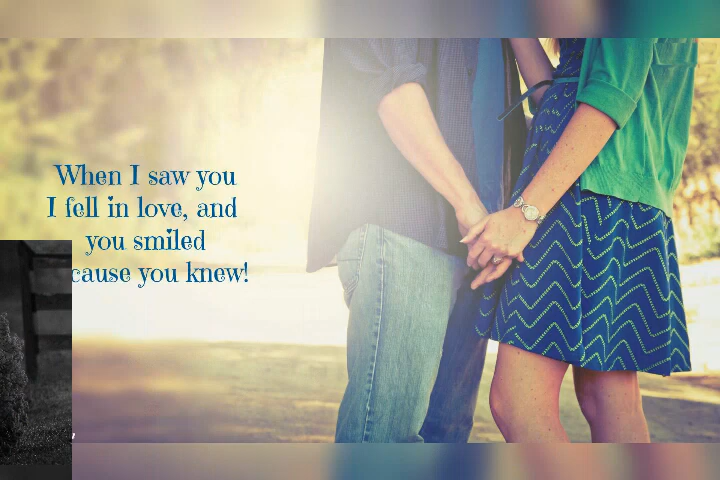 When I saw you
I fell in love, and
you smiled
cause you knew!